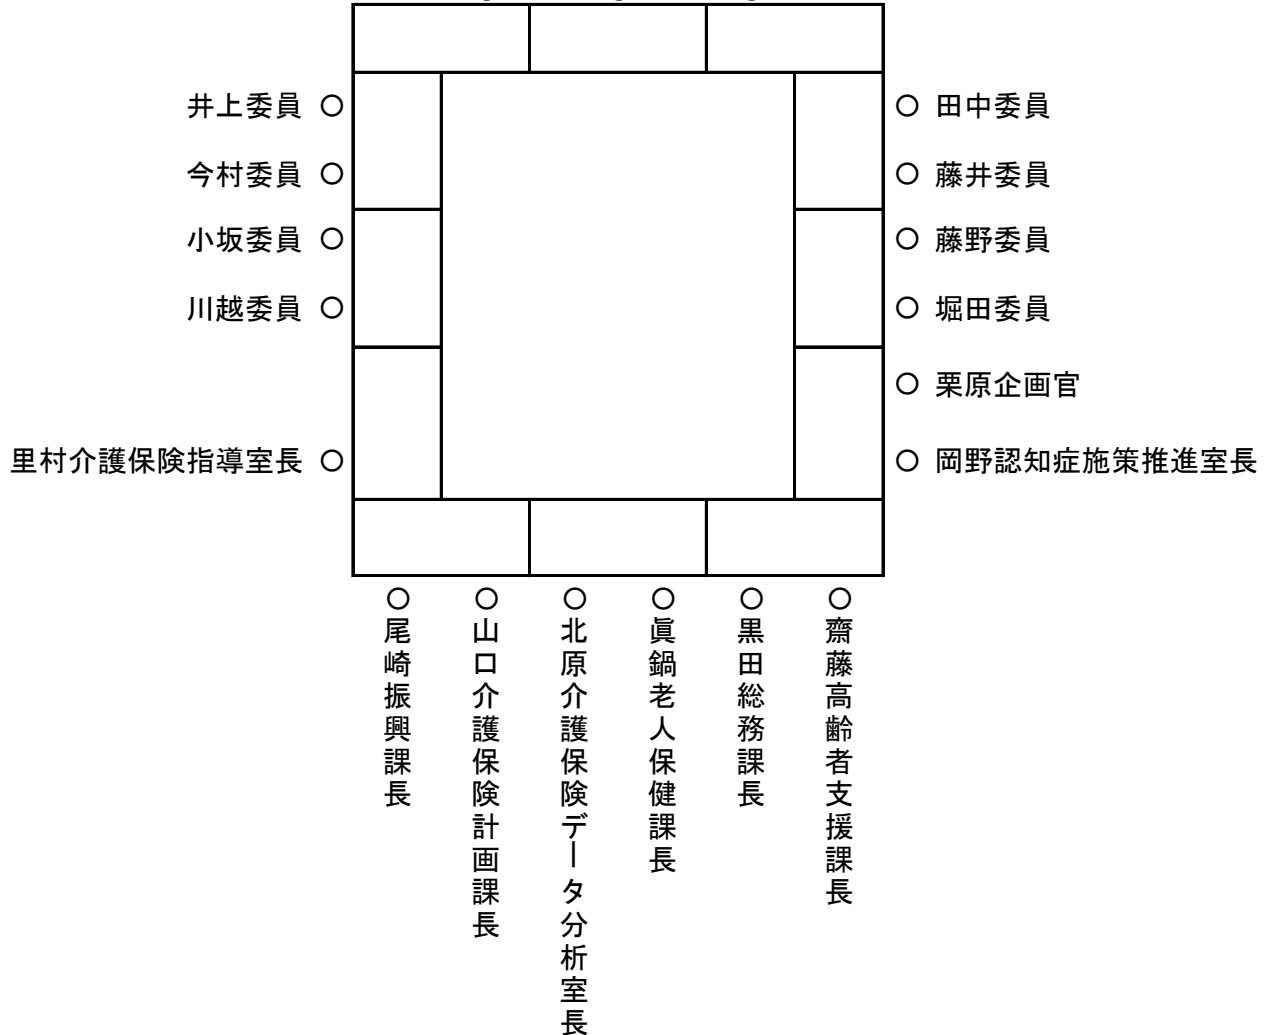 井上委員 ○
今村委員 ○
小坂委員 ○
川越委員 ○
里村介護保険指導室長 ○
○ 田中委員
○ 藤井委員
○ 藤野委員
○ 堀田委員
○ 栗原企画官
○ 岡野認知症施策推進室長
○尾崎振興課長
○山口介護保険計画課長
○北原介護保険データ分析室長
○眞鍋老人保健課長
○黒田総務課長
○齋藤高齢者支援課長